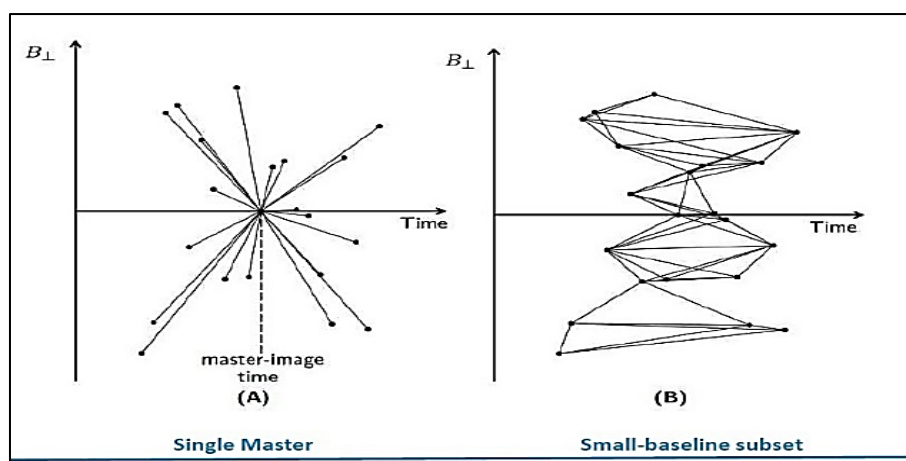 B⊥
Time
master-image
time
(A)
Single Master
B⊥
Time
(B)
Small-baseline subset